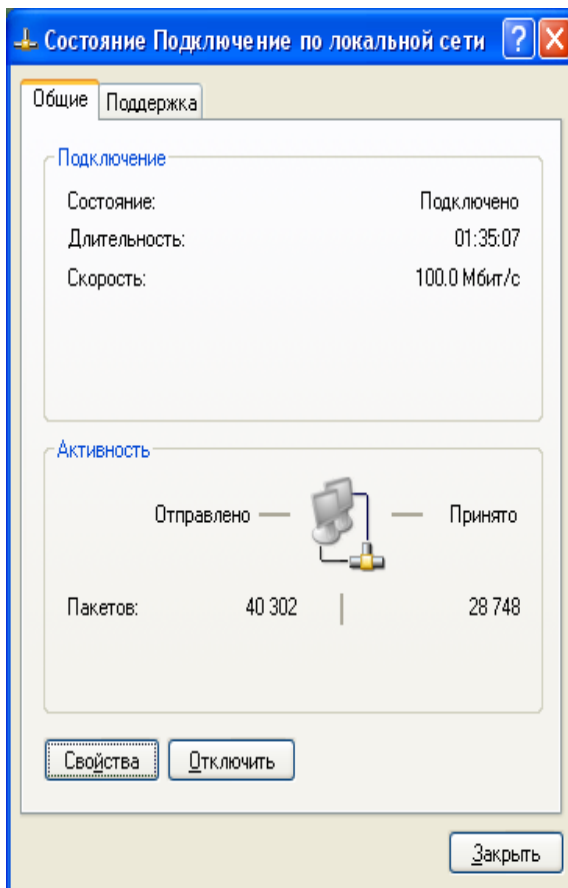 Состояние Подключение по локальной сети
Общие Поддержка
Подключение
Состояние: Подключено
Длительность: 01:35:07
Скорость: 100.0 Мбит/с
Активность
Отправлено — — Принято
Пакетов: 40 302 | 28 748
Свойства Отключить
Закрыть